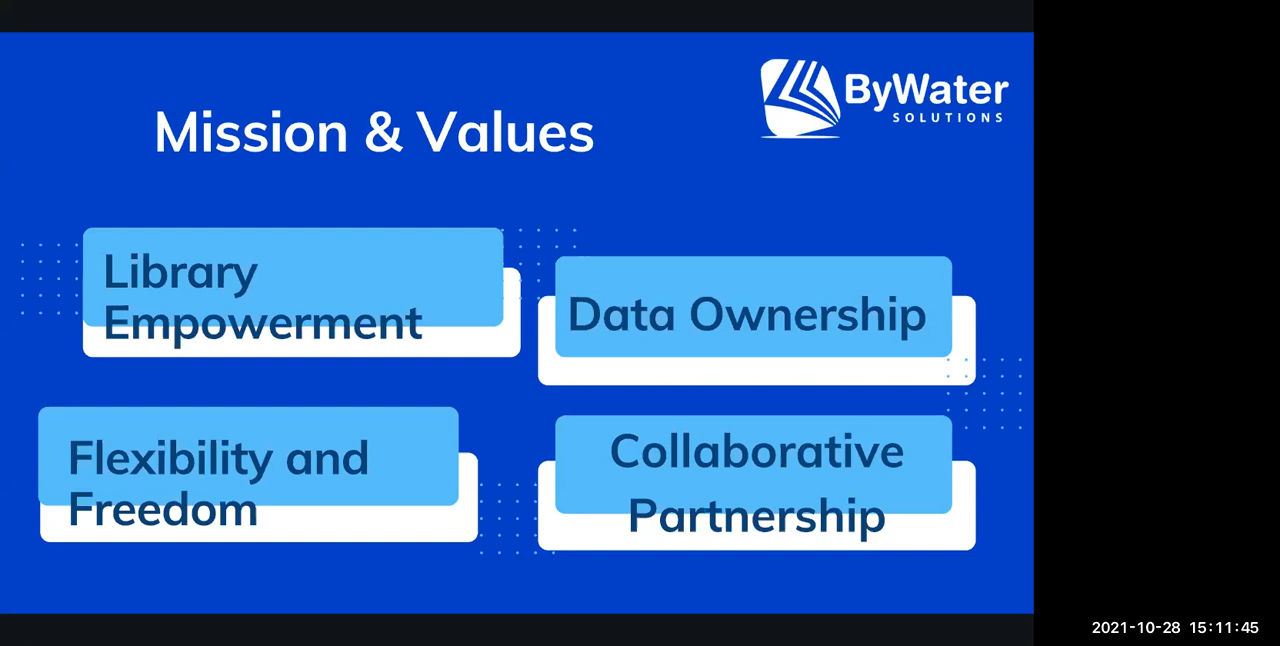 ByWater
SOLUTIONS
Mission & Values
Library
Empowerment
Data Ownership
Flexibility and
Freedom
Collaborative
Partnership
2021-10-28 15:11:45